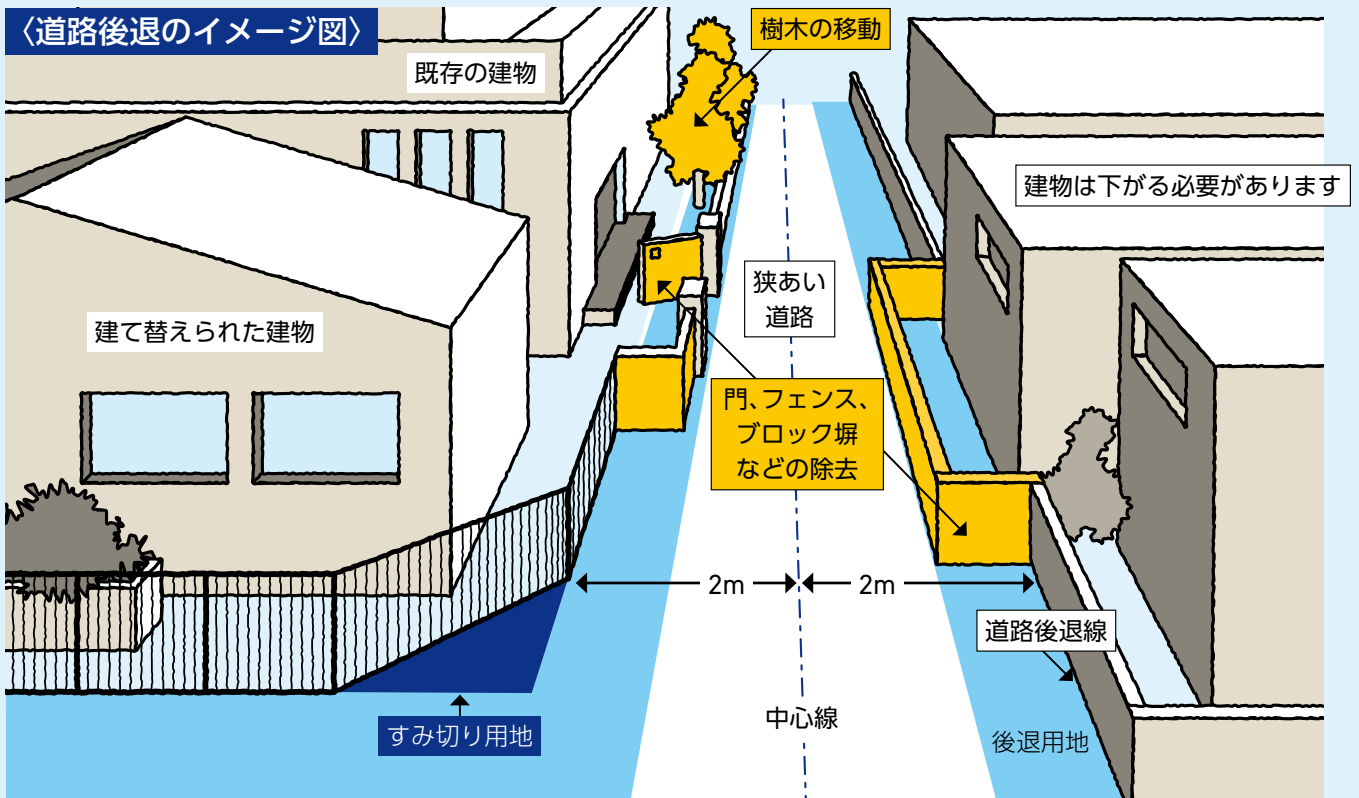 〈道路後退のイメージ図〉
樹木の移動
既存の建物
建物は下がる必要があります
狭あい
道路
建て替えられた建物
門、フェンス、
ブロック塀
などの除去
2m
2m
道路後退線
中心線
すみ切り用地
後退用地